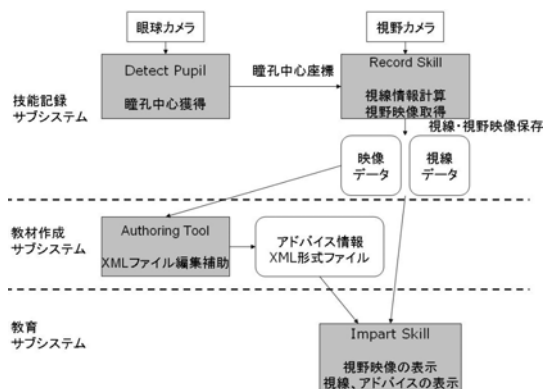 眼球カメラ
視野カメラ
Detect Pupil
瞳孔中心獲得
瞳孔中心座標
Record Skill
視線情報計算
視野映像取得
技能記録
サブシステム
視線・視野映像保存
映像
データ
視線
データ
教材作成
サブシステム
Authoring Tool
XMLファイル編集補助
アドバイス情報
XML形式ファイル
教育
サブシステム
Impart Skill
視野映像の表示
視線、アドバイスの表示